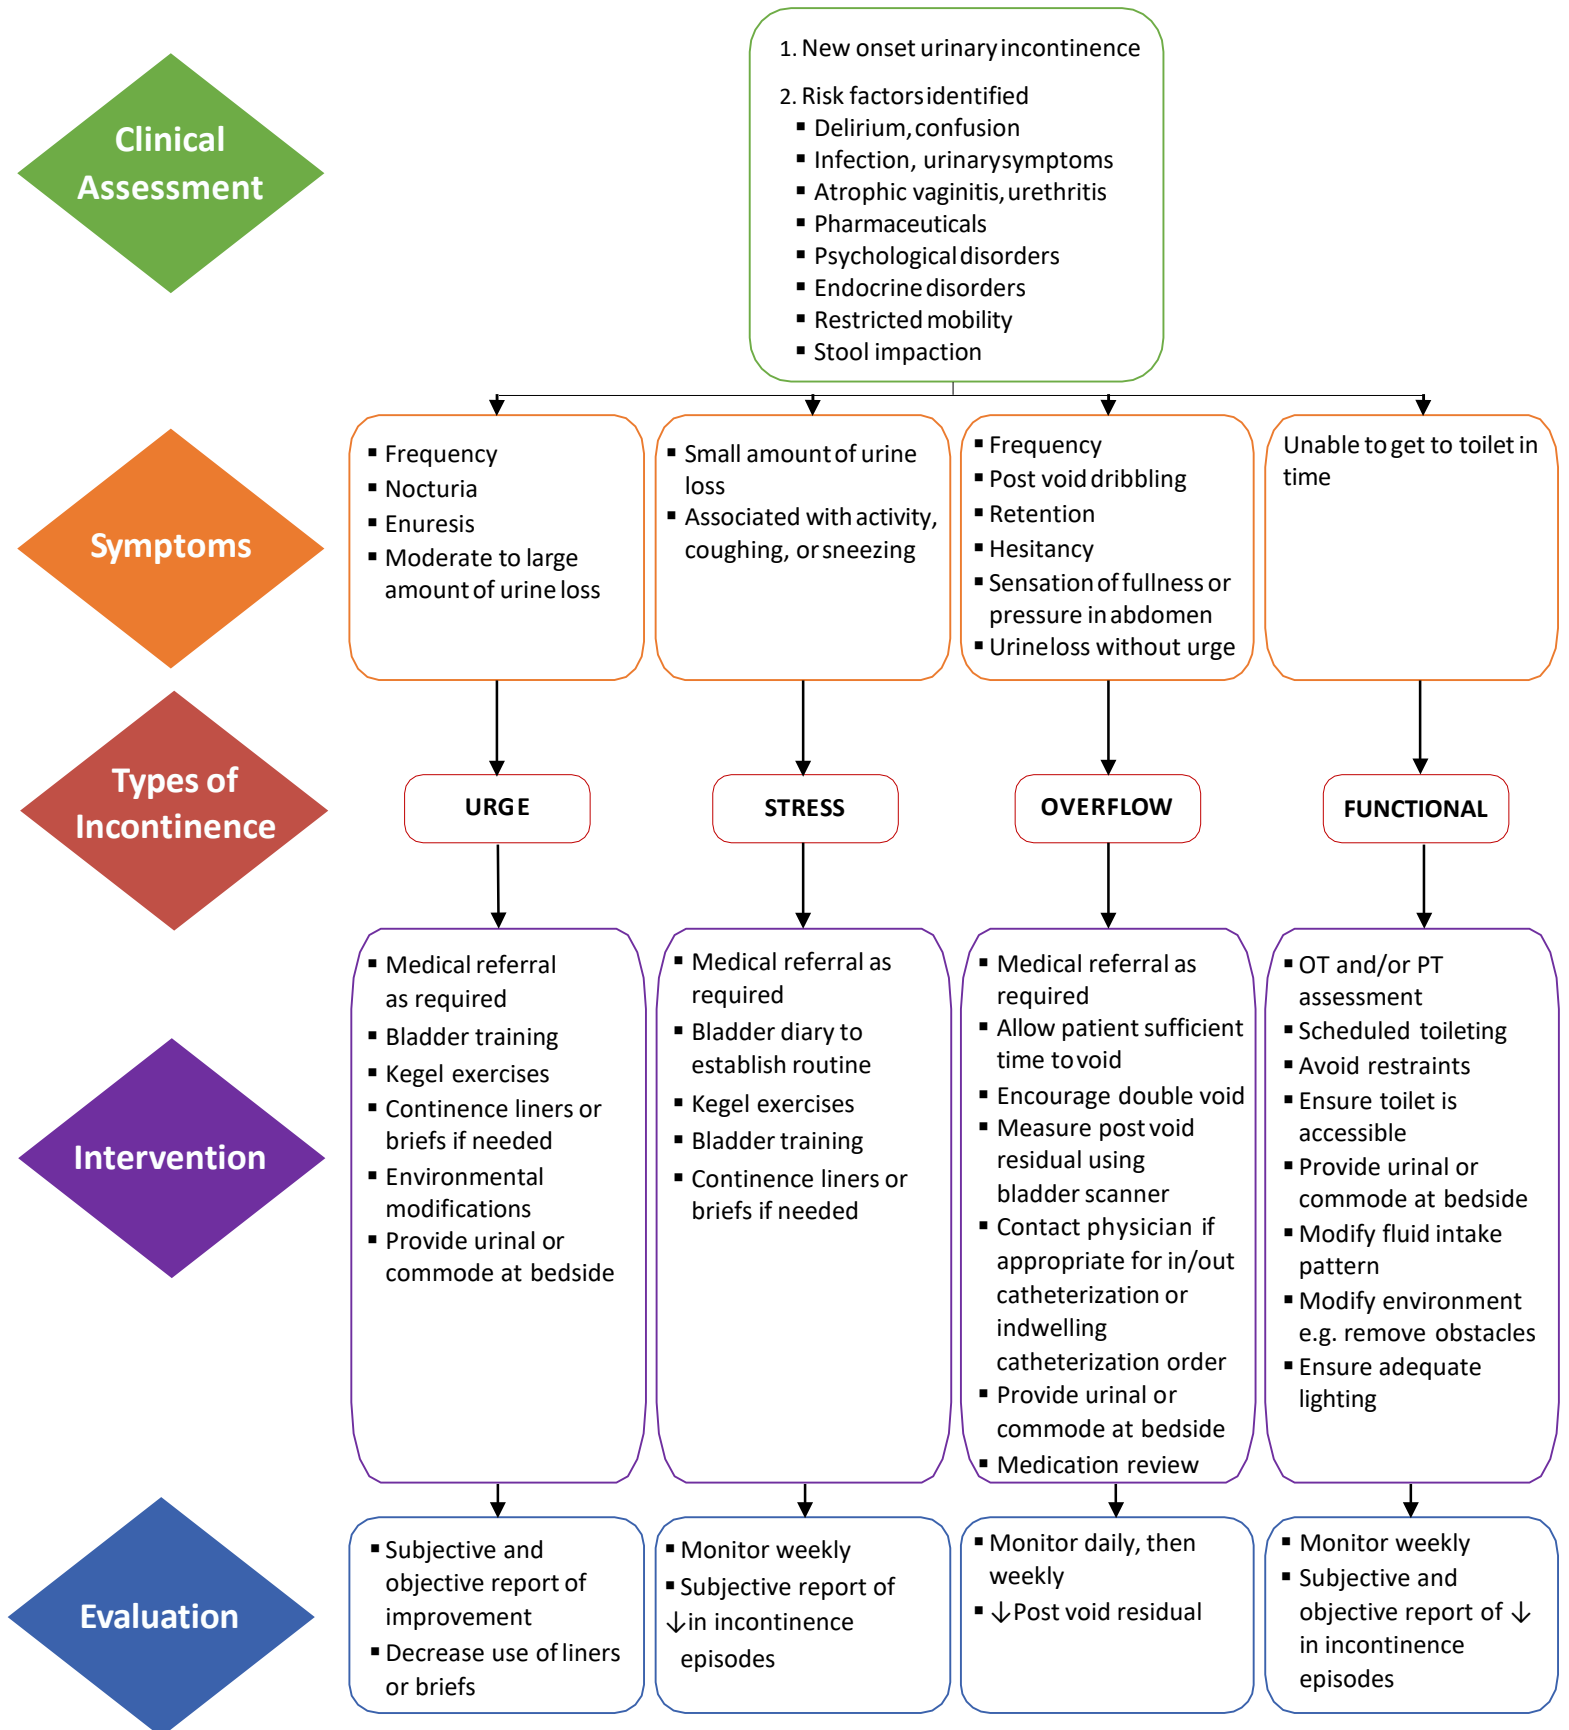 Clinical
Assessment
1. New onset urinary incontinence
2. Risk factors identified
▪ Delirium, confusion
▪ Infection, urinary symptoms
▪ Atrophic vaginitis, urethritis
▪ Pharmaceuticals
▪ Psychological disorders
▪ Endocrine disorders
▪ Restricted mobility
▪ Stool impaction
Symptoms
▪ Frequency
▪ Nocturia
▪ Enuresis
▪ Moderate to large
amount of urine loss
▪ Small amount of urine
loss
▪ Associated with activity,
coughing, or sneezing
▪ Frequency
▪ Post void dribbling
▪ Retention
▪ Hesitancy
▪ Sensation of fullness or
pressure in abdomen
▪ Urine loss without urge
Unable to get to toilet in
time
Types of
Incontinence
URGE
STRESS
OVERFLOW
FUNCTIONAL
Intervention
▪ Medical referral
as required
▪ Bladder training
▪ Kegel exercises
▪ Continence liners or
briefs if needed
▪ Environmental
modifications
▪ Provide urinal or
commode at bedside
▪ Medical referral as
required
▪ Bladder diary to
establish routine
▪ Kegel exercises
▪ Bladder training
▪ Continence liners or
briefs if needed
▪ Medical referral as
required
▪ Allow patient sufficient
time to void
▪ Encourage double void
▪ Measure post void
residual using
bladder scanner
▪ Contact physician if
appropriate for in/out
catheterization or
indwelling
catheterization order
▪ Provide urinal or
commode at bedside
▪ Medication review
▪ OT and/or PT
assessment
▪ Scheduled toileting
▪ Avoid restraints
▪ Ensure toilet is
accessible
▪ Provide urinal or
commode at bedside
▪ Modify fluid intake
pattern
▪ Modify environment
e.g. remove obstacles
▪ Ensure adequate
lighting
Evaluation
▪ Subjective and
objective report of
improvement
▪ Decrease use of liners
or briefs
▪ Monitor weekly
▪ Subjective report of
↓ in incontinence
episodes
▪ Monitor daily, then
weekly
▪ ↓ Post void residual
▪ Monitor weekly
▪ Subjective and
objective report of ↓
in incontinence
episodes